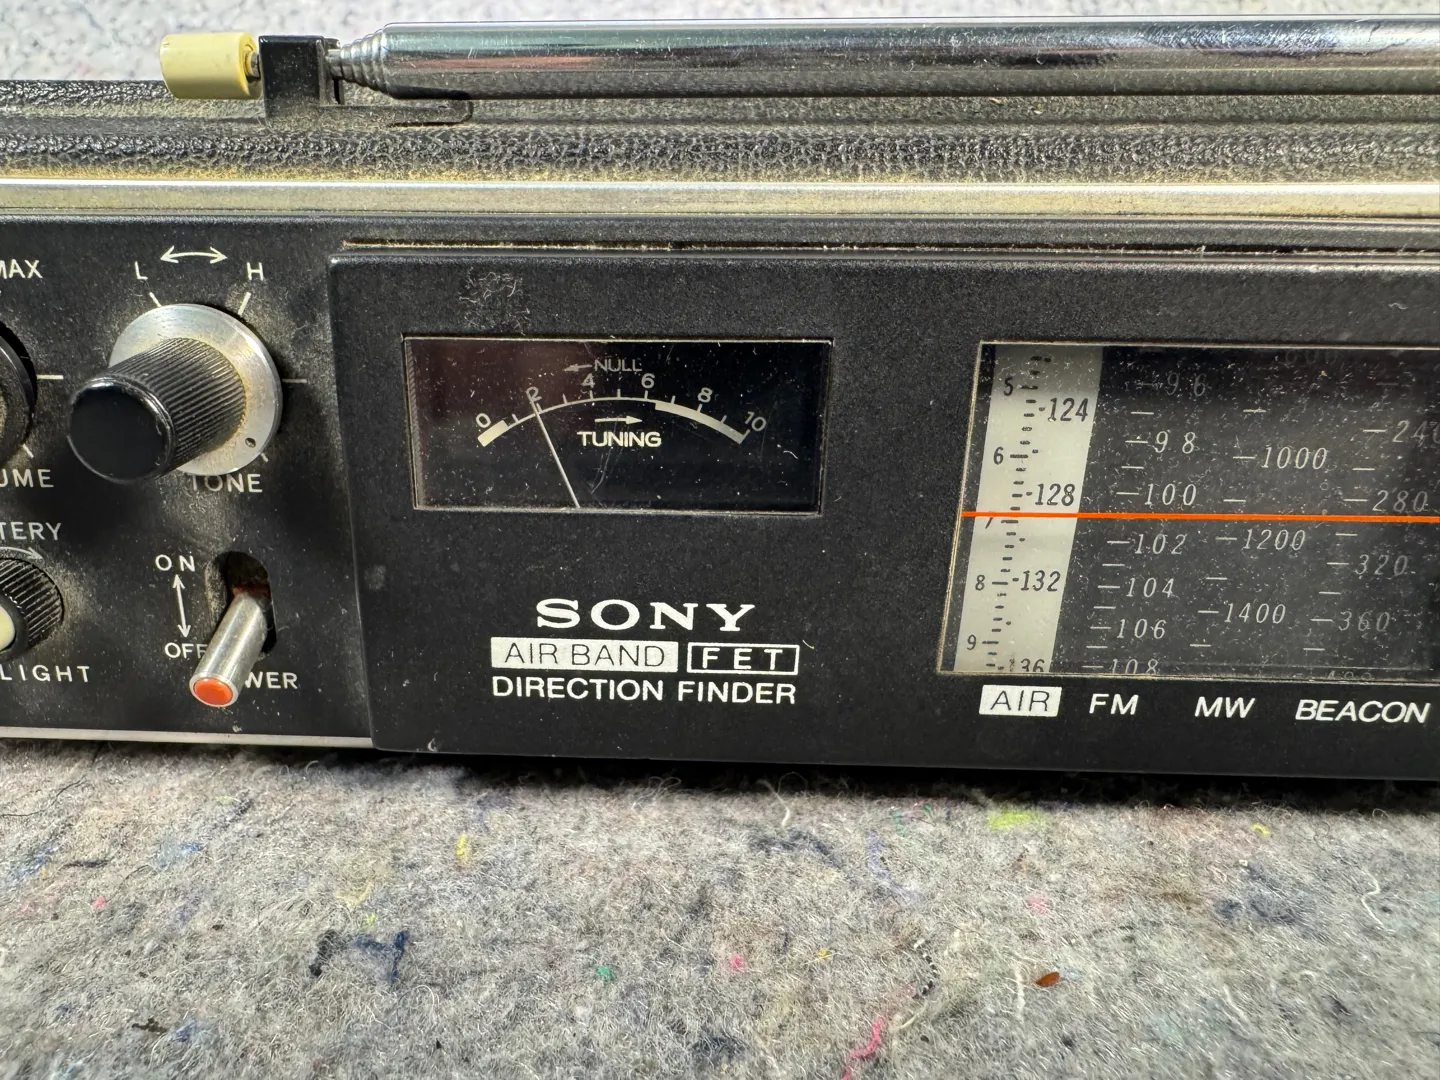 MAX
L H
UME
TONE
TERY
ON
OFF
WER
LIGHT
NULL
0 2 4 6 8 10
TUNING
SONY
AIR BAND FET
DIRECTION FINDER
5
-124
96
98
6
1000
-128
100
280
7
102
1200
320
8
-132
104
1400
360
106
9
-136
108
AIR FM MW BEACON